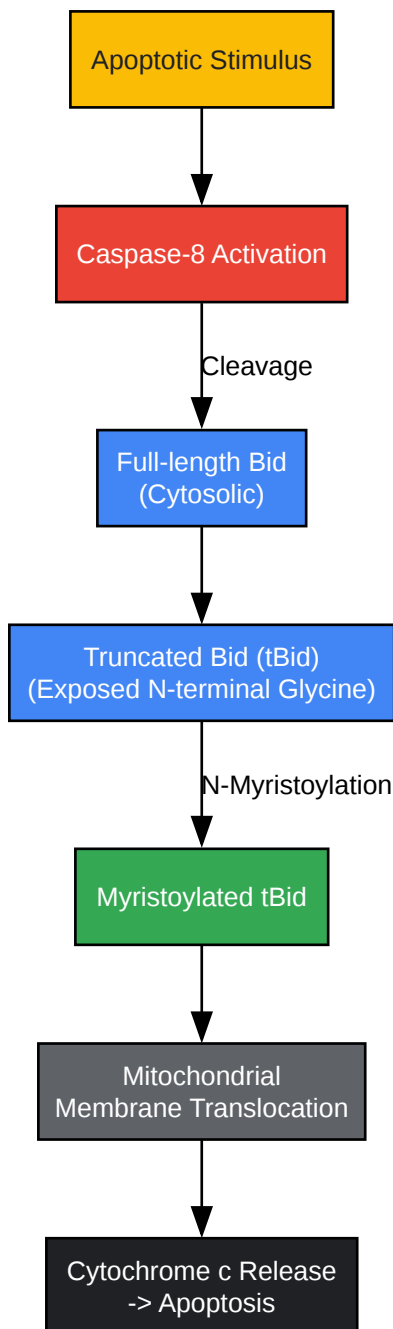 Apoptotic Stimulus
Caspase-8 Activation
Cleavage
Full-length Bid
(Cytosolic)
Truncated Bid (tBid)
(Exposed N-terminal Glycine)
N-Myristoylation
Myristoylated tBid
Mitochondrial
Membrane Translocation
Cytochrome c Release
-> Apoptosis